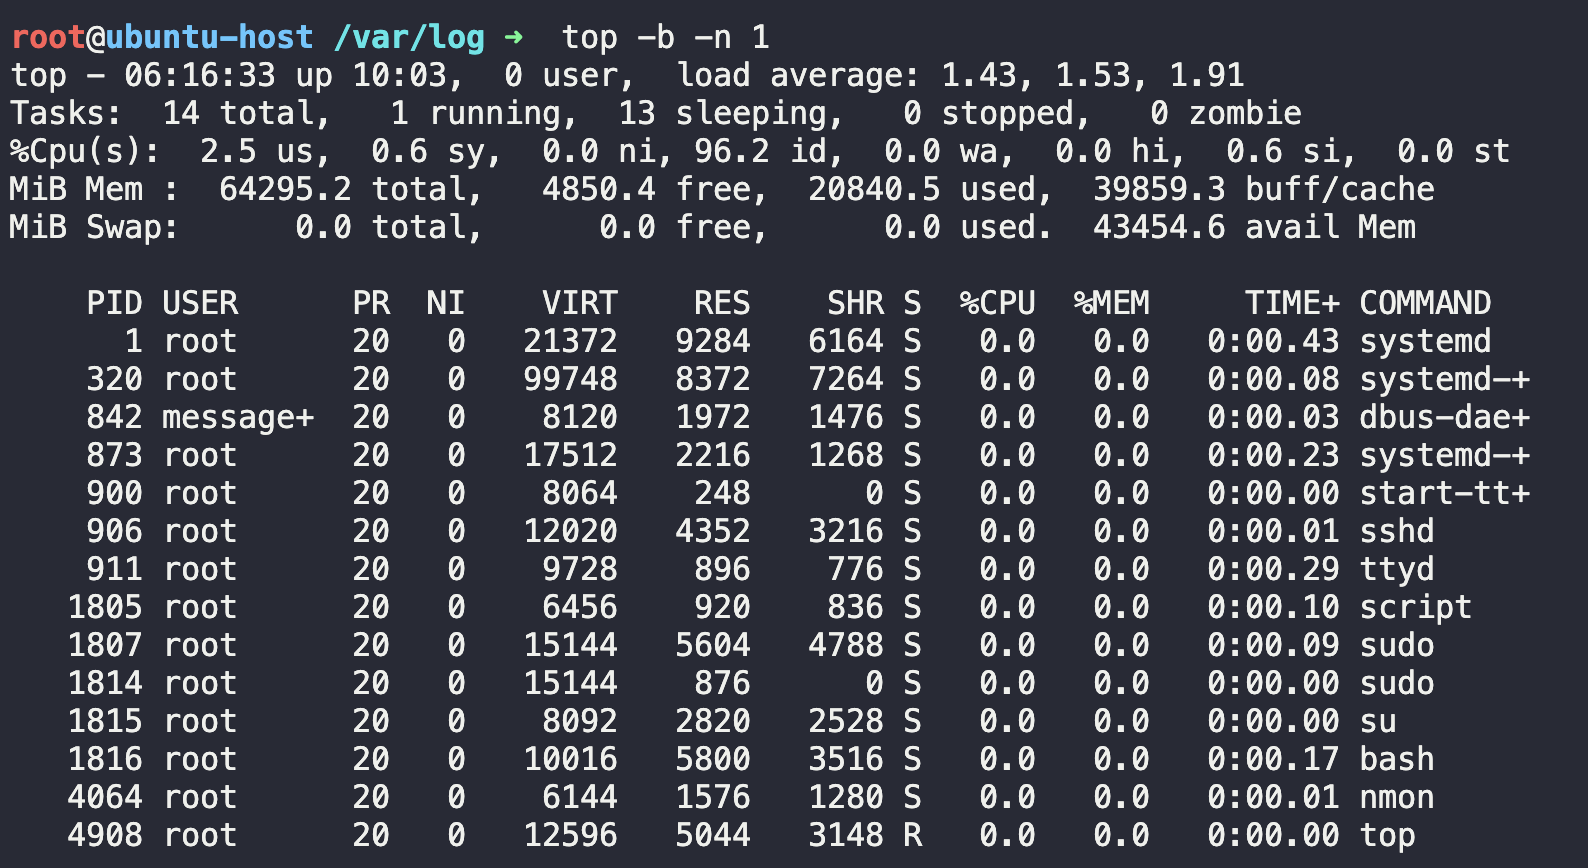 root@ubuntu-host /var/log ➜  top -b -n 1
top - 06:16:33 up 10:03,  0 user,  load average: 1.43, 1.53, 1.91
Tasks:  14 total,   1 running,  13 sleeping,   0 stopped,   0 zombie
%Cpu(s):  2.5 us,  0.6 sy,  0.0 ni, 96.2 id,  0.0 wa,  0.0 hi,  0.6 si,  0.0 st
MiB Mem :  64295.2 total,   4850.4 free,  20840.5 used,  39859.3 buff/cache
MiB Swap:      0.0 total,      0.0 free,      0.0 used.  43454.6 avail Mem

    PID USER      PR  NI    VIRT    RES    SHR S  %CPU  %MEM     TIME+ COMMAND
      1 root      20   0   21372   9284   6164 S   0.0   0.0   0:00.43 systemd
    320 root      20   0   99748   8372   7264 S   0.0   0.0   0:00.08 systemd-+
    842 message+  20   0    8120   1972   1476 S   0.0   0.0   0:00.03 dbus-dae+
    873 root      20   0   17512   2216   1268 S   0.0   0.0   0:00.23 systemd-+
    900 root      20   0    8064    248      0 S   0.0   0.0   0:00.00 start-tt+
    906 root      20   0   12020   4352   3216 S   0.0   0.0   0:00.01 sshd
    911 root      20   0    9728    896    776 S   0.0   0.0   0:00.29 ttyd
   1805 root      20   0    6456    920    836 S   0.0   0.0   0:00.10 script
   1807 root      20   0   15144   5604   4788 S   0.0   0.0   0:00.09 sudo
   1814 root      20   0   15144    876      0 S   0.0   0.0   0:00.00 sudo
   1815 root      20   0    8092   2820   2528 S   0.0   0.0   0:00.00 su
   1816 root      20   0   10016   5800   3516 S   0.0   0.0   0:00.17 bash
   4064 root      20   0    6144   1576   1280 S   0.0   0.0   0:00.01 nmon
   4908 root      20   0   12596   5044   3148 R   0.0   0.0   0:00.00 top